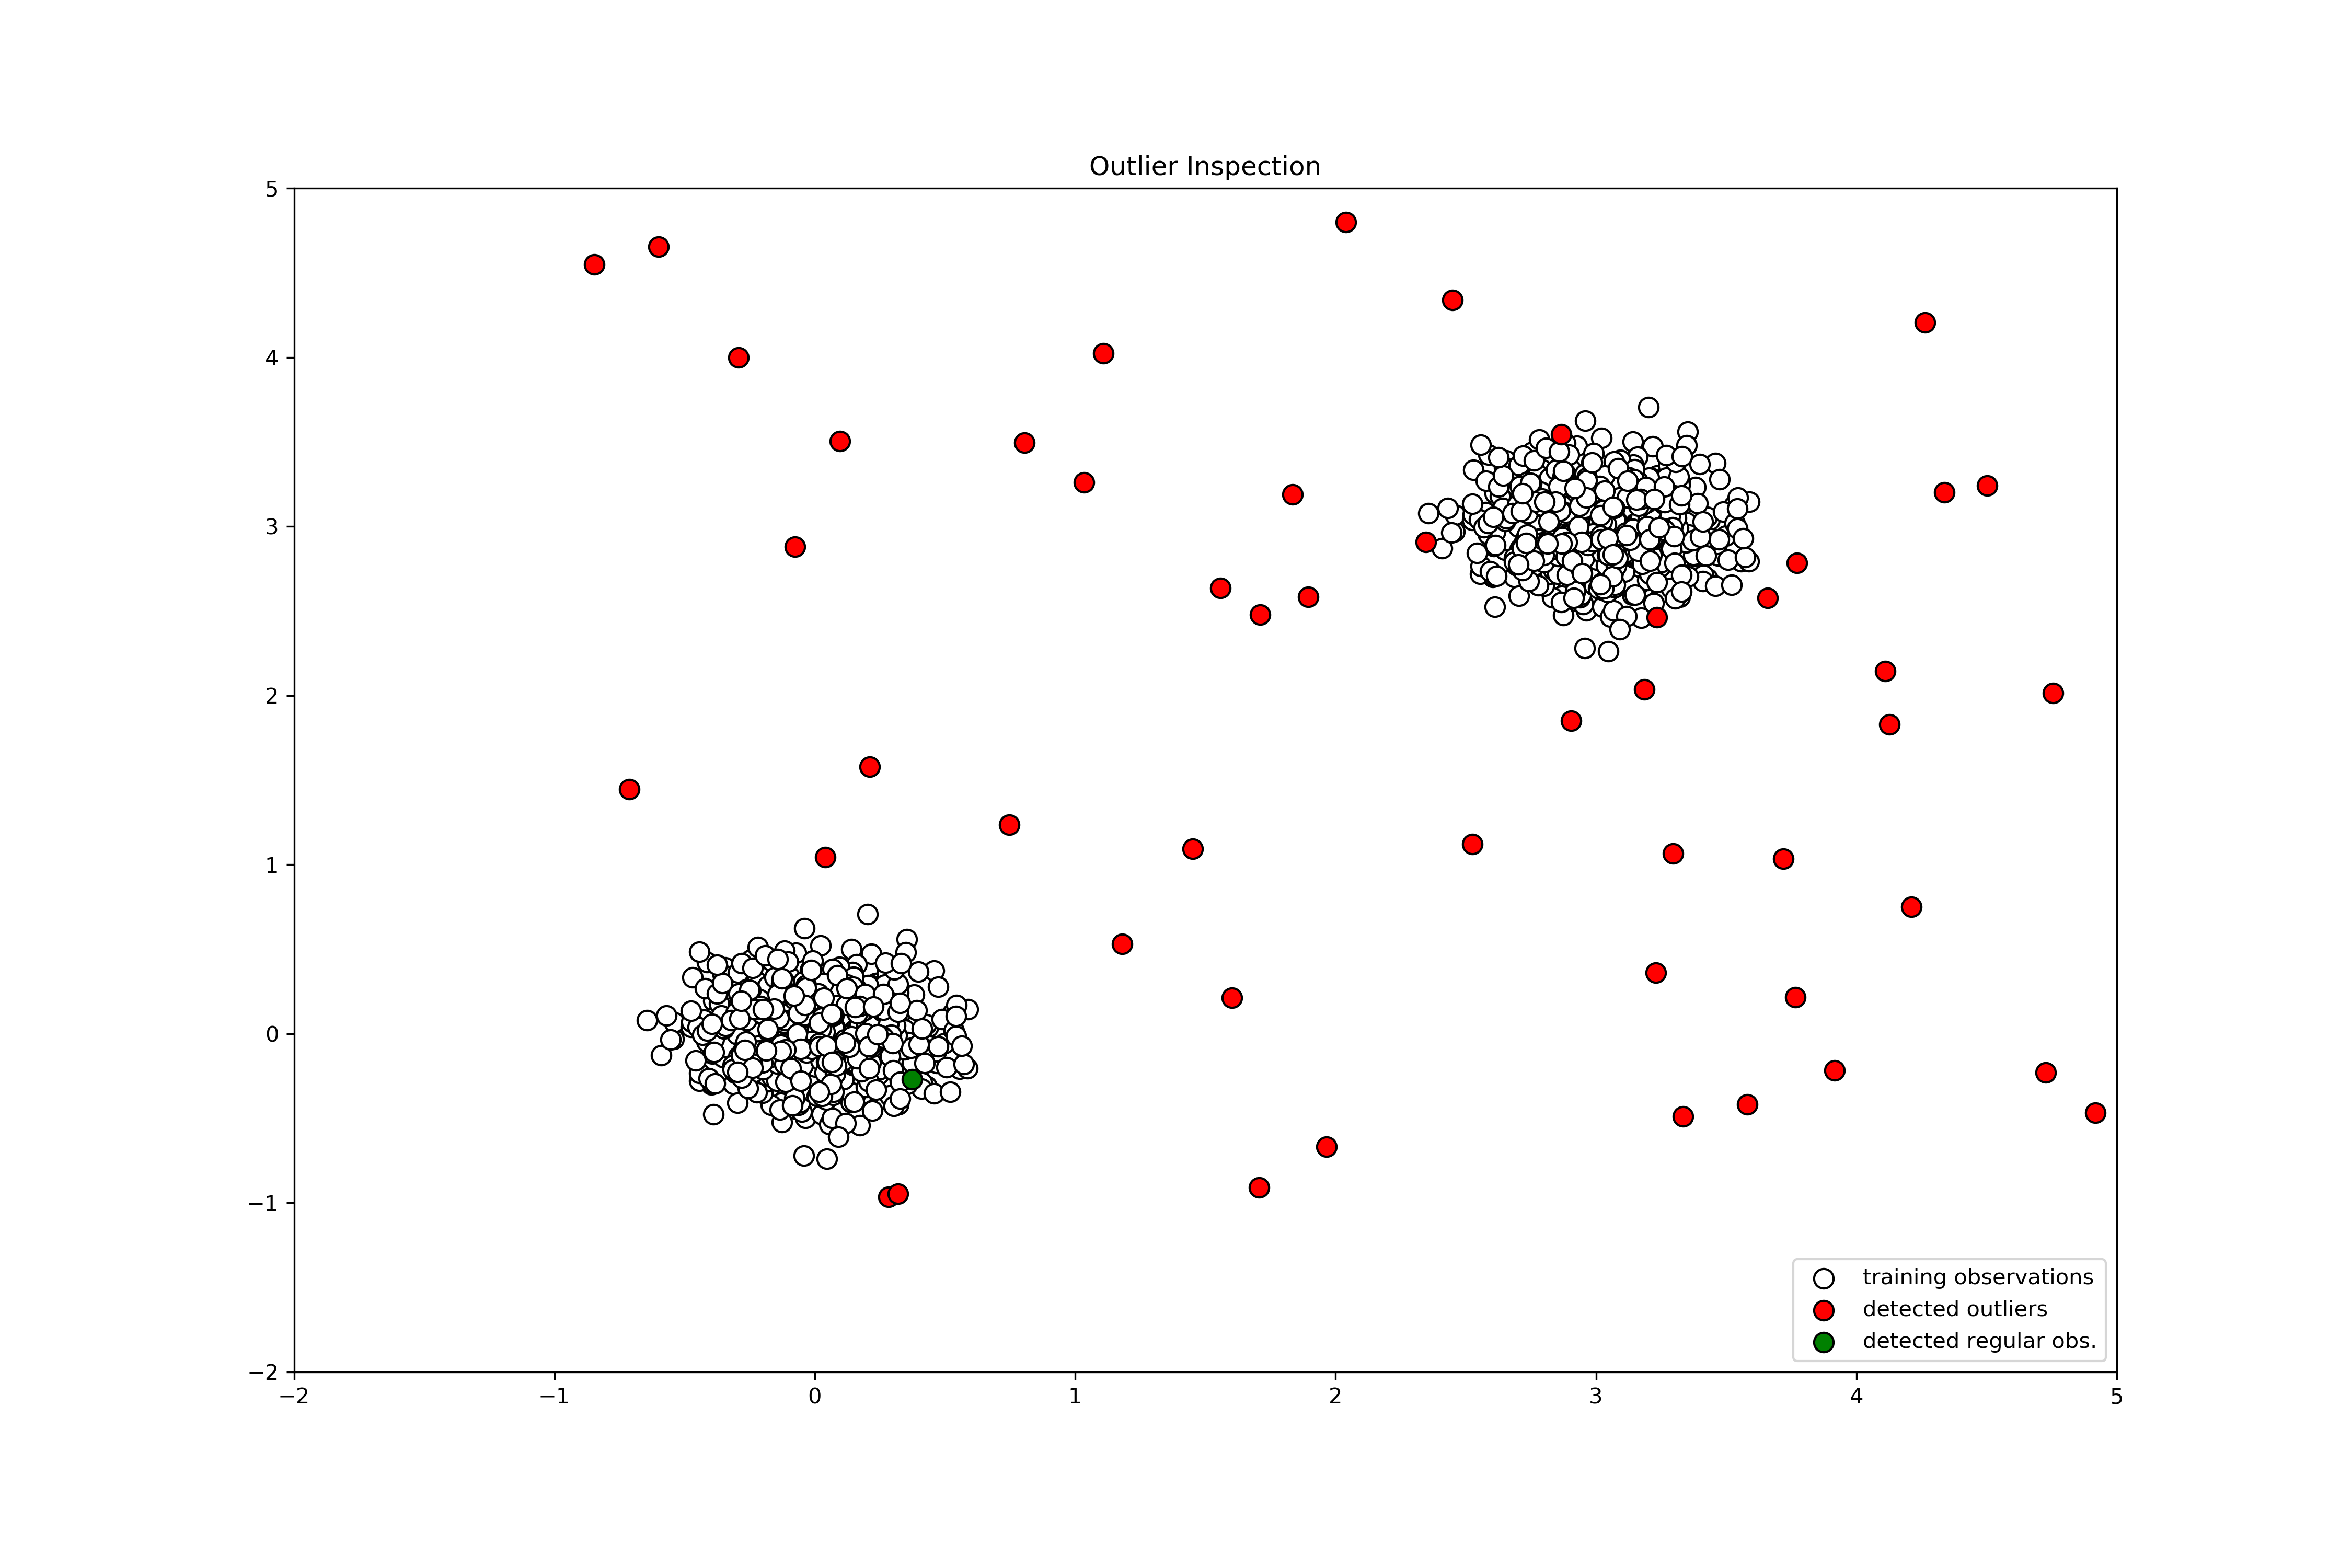 Outlier Inspection
5
4
3
2
1
0
−1
−2
−2 −1 0 1 2 3 4 5
training observations
detected outliers
detected regular obs.